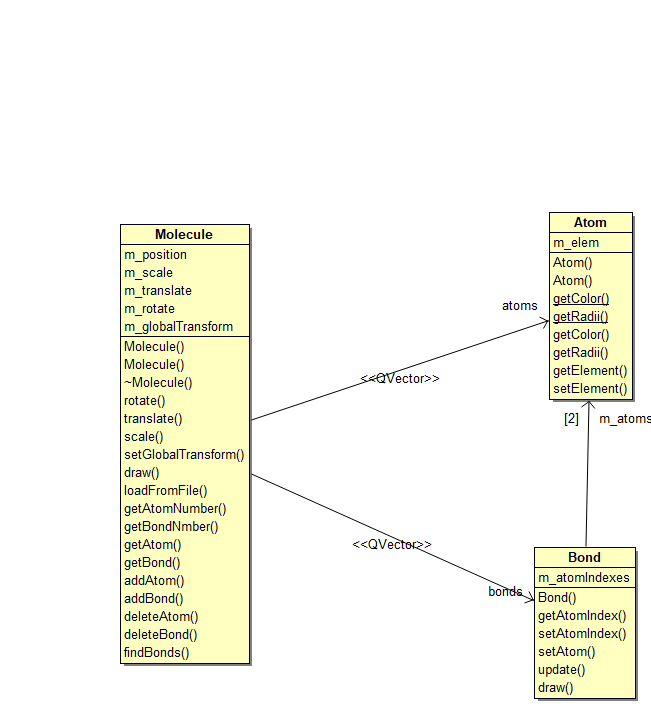 Molecule
m_position
m_scale
m_translate
m_rotate
m_globalTransform
Molecule()
Molecule()
~Molecule()
rotate()
translate()
scale()
setGlobalTransform()
draw()
loadFromFile()
getAtomNumber()
getBondNmber()
getAtom()
getBond()
addAtom()
addBond()
deleteAtom()
deleteBond()
findBonds()
atoms
<<QVector>>
Atom
m_elem
Atom()
Atom()
getColor()
getRadii()
getColor()
getRadii()
getElement()
setElement()
[2] m_atoms
<<QVector>>
bonds
Bond
m_atomIndexes
Bond()
getAtomIndex()
setAtomIndex()
setAtom()
update()
draw()